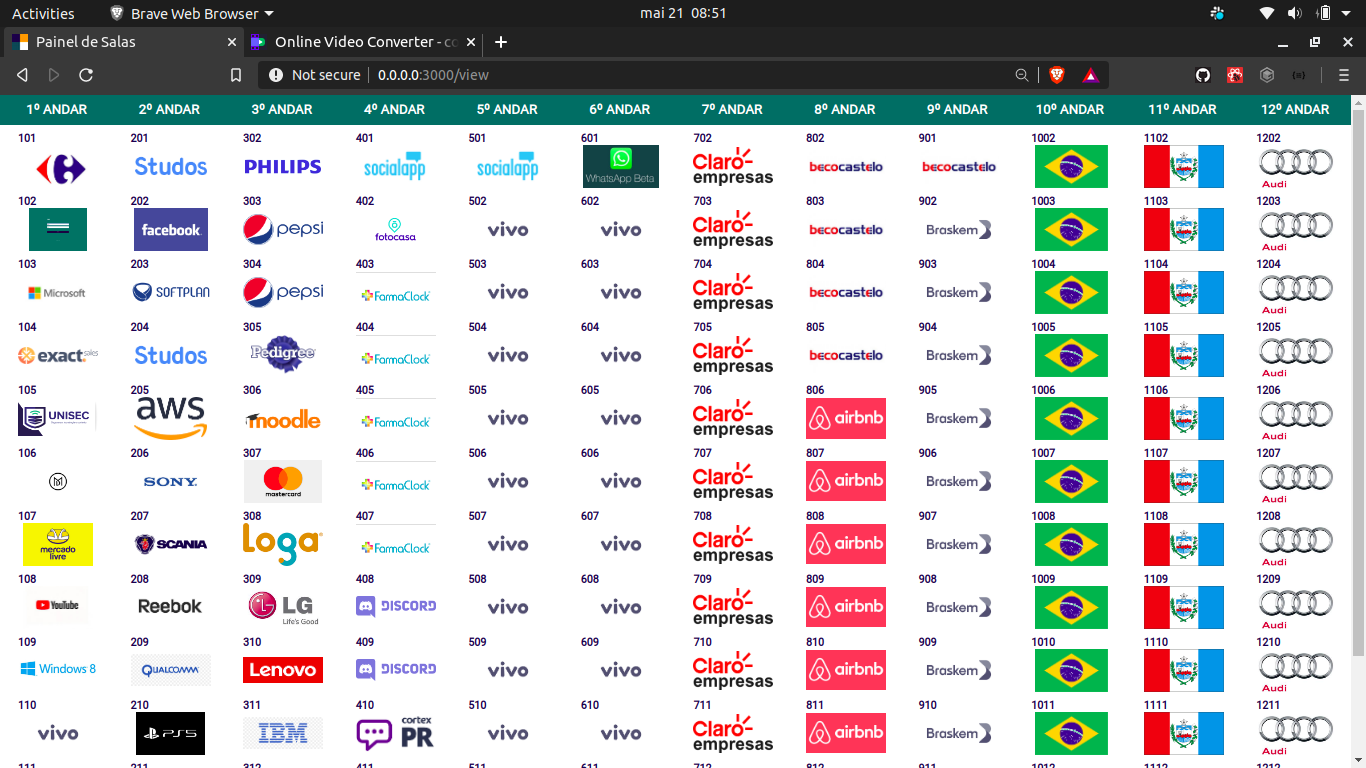 Activities Brave Web Browser mai 21 08:51
Painel de Salas Online Video Converter - co
Not secure 0.0.0.0:3000/view
1º ANDAR 2º ANDAR 3º ANDAR 4º ANDAR 5º ANDAR 6º ANDAR 7º ANDAR 8º ANDAR 9º ANDAR 10º ANDAR 11º ANDAR 12º ANDAR
101 201 302 401 501 601 702 802 901 1002 1102 1202
Studos PHILIPS socialapp socialapp WhatsApp Beta Claro empresas becocastelo becocastelo Audi
102 202 303 402 502 602 703 803 902 1003 1103 1203
facebook. pepsi fotocasa vivo vivo Claro empresas becocastelo Braskem Audi
103 203 304 403 503 603 704 804 903 1004 1104 1204
Microsoft SOFTPLAN pepsi FarmaClock vivo vivo Claro empresas becocastelo Braskem Audi
104 204 305 404 504 604 705 805 904 1005 1105 1205
exact sales Studos Pedigree FarmaClock vivo vivo Claro empresas becocastelo Braskem Audi
105 205 306 405 505 605 706 806 905 1006 1106 1206
UNISEC aws moodle FarmaClock vivo vivo Claro empresas airbnb Braskem Audi
106 206 307 406 506 606 707 807 906 1007 1107 1207
SONY mastercard FarmaClock vivo vivo Claro empresas airbnb Braskem Audi
107 207 308 407 507 607 708 808 907 1008 1108 1208
mercado livre SCANIA Loga FarmaClock vivo vivo Claro empresas airbnb Braskem Audi
108 208 309 408 508 608 709 809 908 1009 1109 1209
YouTube Reebok LG Life's Good DISCORD vivo vivo Claro empresas airbnb Braskem Audi
109 209 310 409 509 609 710 810 909 1010 1110 1210
Windows 8 QUALCOMM Lenovo DISCORD vivo vivo Claro empresas airbnb Braskem Audi
110 210 311 410 510 610 711 811 910 1011 1111 1211
vivo PS5 IBM cortex PR vivo vivo Claro empresas airbnb Braskem Audi
111 211 312 411 511 611 712 812 911 1012 1112 1212